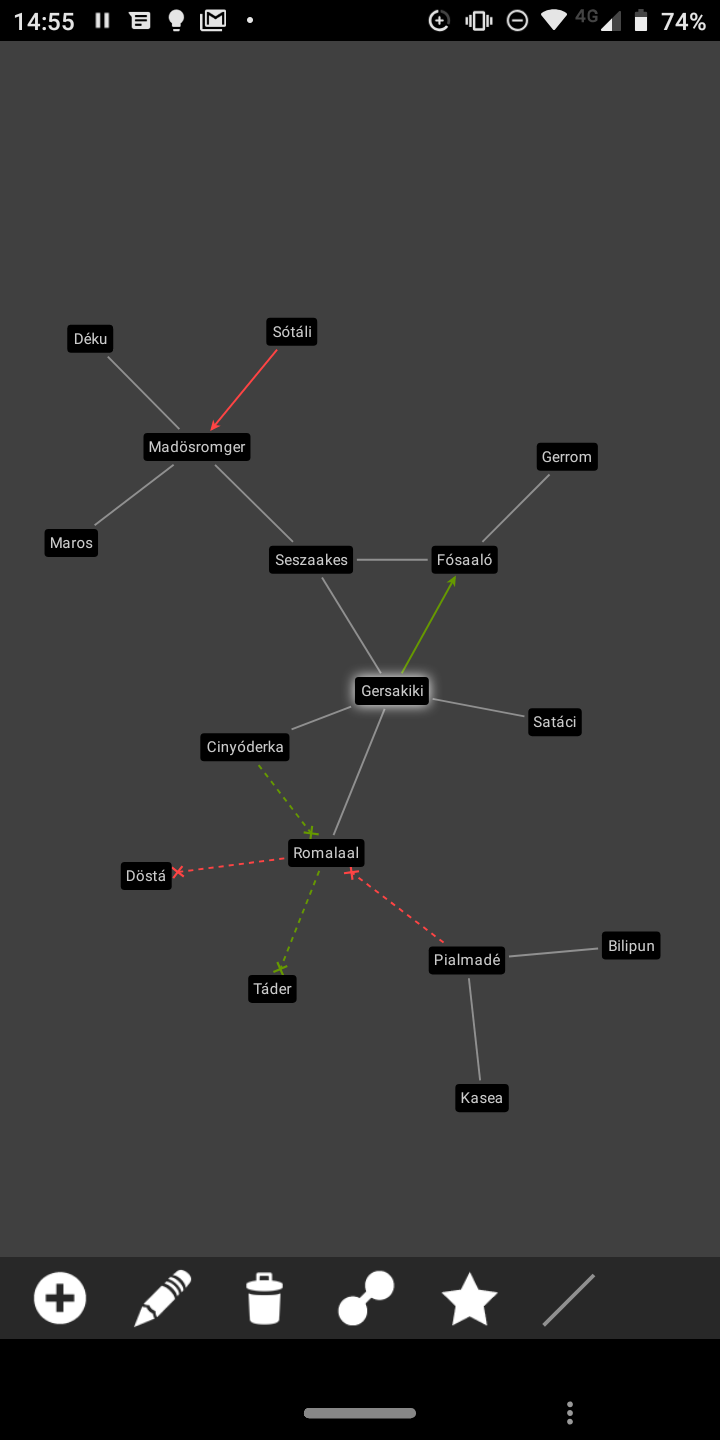 14:55
4G
74%
Déku
Sótáli
Madösromger
Gerrom
Maros
Seszaakes
Fósaaló
Gersakiki
Satáci
Cinyóderka
Romalaal
Döstá
Bilipun
Pialmadé
Táder
Kasea